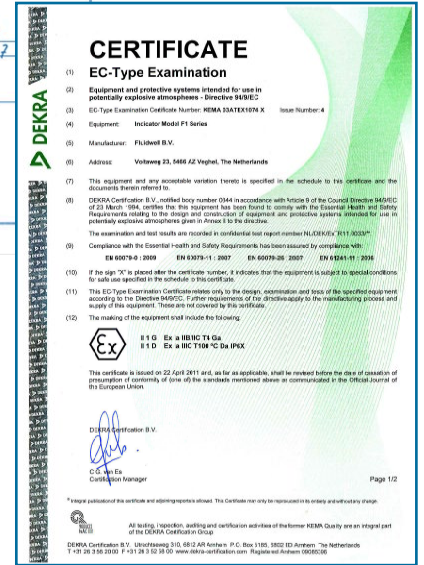 DEKRA
CERTIFICATE
(1) EC-Type Examination
(2) Equipment and protective systems intended for use in
potentially explosive atmospheres - Directive 94/9/EC
(3) EC-Type Examination Certificate Number: KEMA 03ATEX1074 X Issue Number: 4
(4) Equipment: Indicator Model F1 Series
(5) Manufacturer: Fluidwell B.V.
(6) Address: Voltaweg 23, 5466 AZ Veghel, The Netherlands
(7) This equipment and any acceptable variation thereto is specified in the schedule to this certificate and the
documents therein referred to.
(8) DEKRA Certification B.V., notified body number 0344 in accordance with Article 9 of the Council Directive 94/9/EC
of 23 March 1994, certifies that this equipment has been found to comply with the Essential Health and Safety
Requirements relating to the design and construction of equipment and protective systems intended for use in
potentially explosive atmospheres given in Annex II to the directive.
The examination and test results are recorded in confidential test report number
(9) Compliance with the Essential Health and Safety Requirements has been assured by compliance with:
EN 60079-0 : 2009 EN 60079-11 : 2007 EN 60079-26 : 2007 EN 61241-11 : 2006
(10) If the sign "X" is placed after the certificate number, it indicates that the equipment is subject to special conditions
for safe use specified in the schedule to this certificate.
(11) This EC-Type Examination Certificate relates only to the design, examination and tests of the specified equipment
according to the Directive 94/9/EC. Further requirements of the directive apply to the manufacturing process and
supply of this equipment. These are not covered by this certificate.
(12) The marking of the equipment shall include the following:
Ex
II 1 G Ex ia IIB/IIC T4 Ga
II 1 D Ex ia IIIC T100 °C Da IP6X
This certificate is issued on 22 April 2011 and, as far as applicable, shall be revised before the date of cessation of
presumption of conformity of (one of) the standards mentioned above as communicated in the Official Journal of
the European Union.
DEKRA Certification B.V.
C.G. van Es
Certification Manager
Page 1/2
Integral publication of this certificate and adjoining reports is allowed. This Certificate may only be reproduced in its entirety and without any change.
All testing, inspection, auditing and certification activities of the former KEMA Quality are an integral part
of the DEKRA Certification Group
DEKRA Certification B.V. Utrechtseweg 310, 6812 AR Arnhem P.O. Box 5185, 6802 ED Arnhem The Netherlands
T +31 26 3 56 20 00 F +31 26 3 52 58 00 www.dekra-certification.com Registered Arnhem 09085396